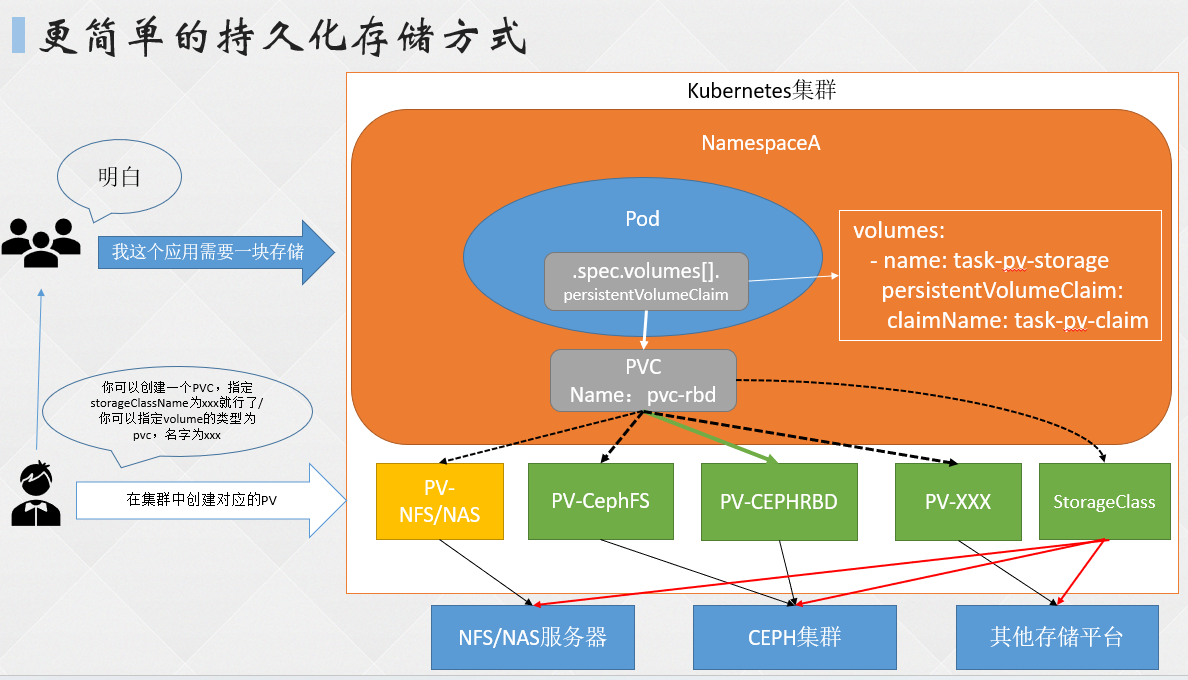 更简单的持久化存储方式
Kubernetes集群
NamespaceA
明白
Pod
我这个应用需要一块存储
.spec.volumes[].
persistentVolumeClaim
volumes:
- name: task-pv-storage
persistentVolumeClaim:
claimName: task-pv-claim
PVC
Name：pvc-rbd
你可以创建一个PVC，指定
storageClassName为xxx就行了/
你可以指定volume的类型为
pvc，名字为xxx
在集群中创建对应的PV
PV-
NFS/NAS
PV-CephFS
PV-CEPHRBD
PV-XXX
StorageClass
NFS/NAS服务器
CEPH集群
其他存储平台